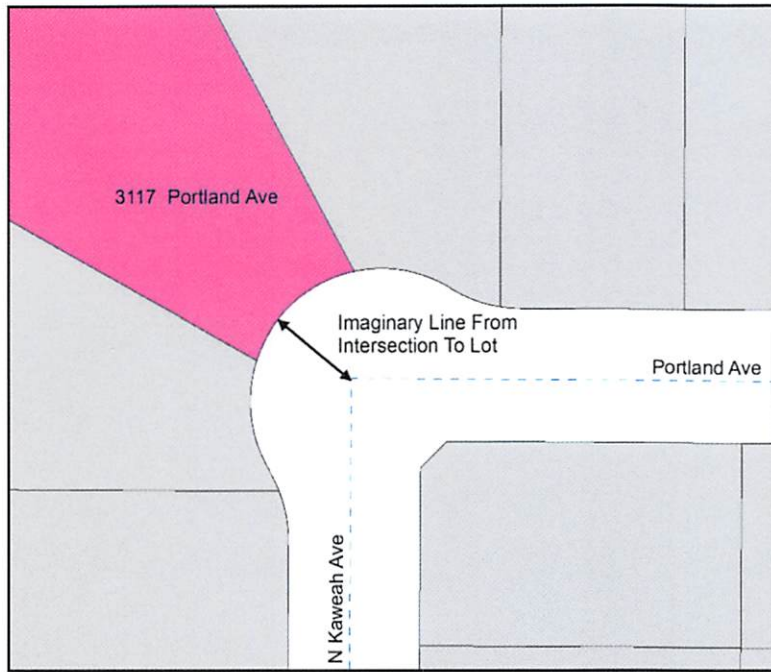 3117 Portland Ave
Imaginary Line From
Intersection To Lot
Portland Ave
N Kaweah Ave